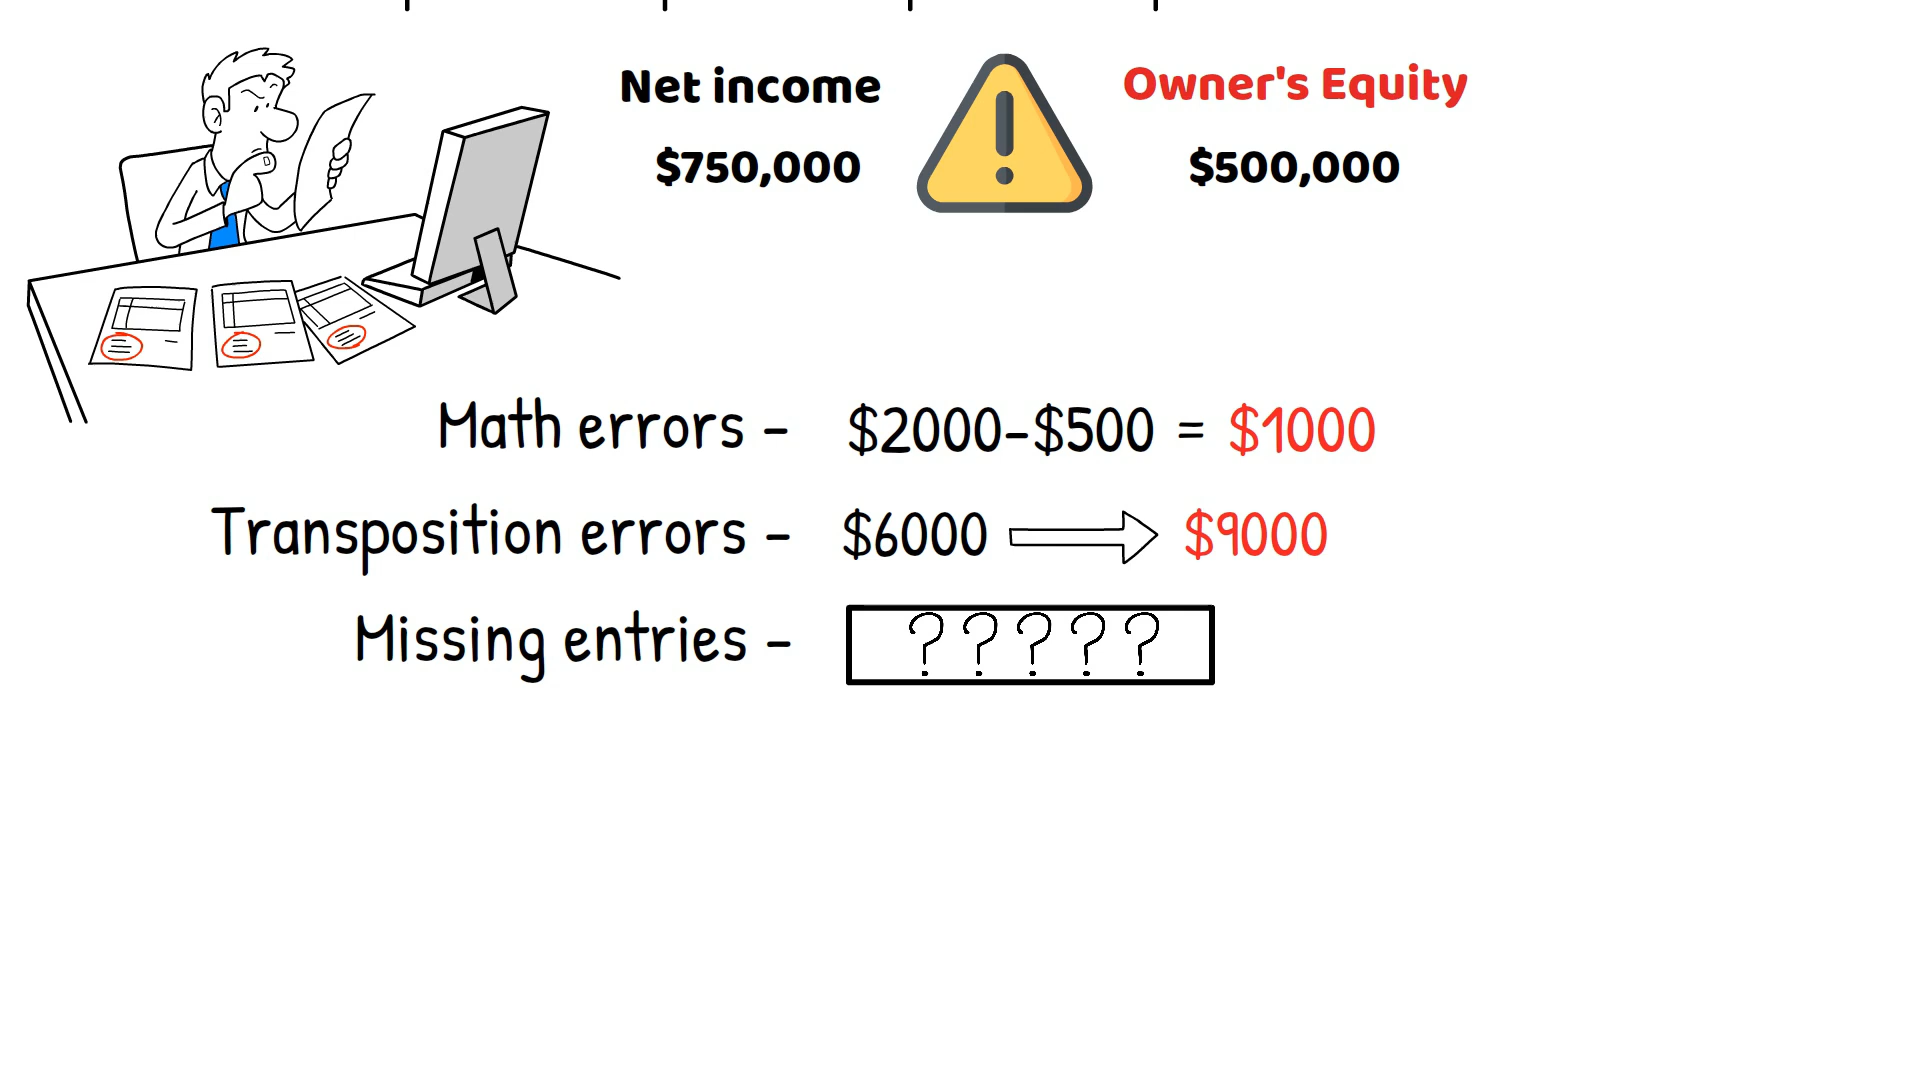 Net income
Owner's Equity
$750,000
$500,000
Math errors - $2000-$500 = $1000
Transposition errors - $6000 $9000
Missing entries - ?????